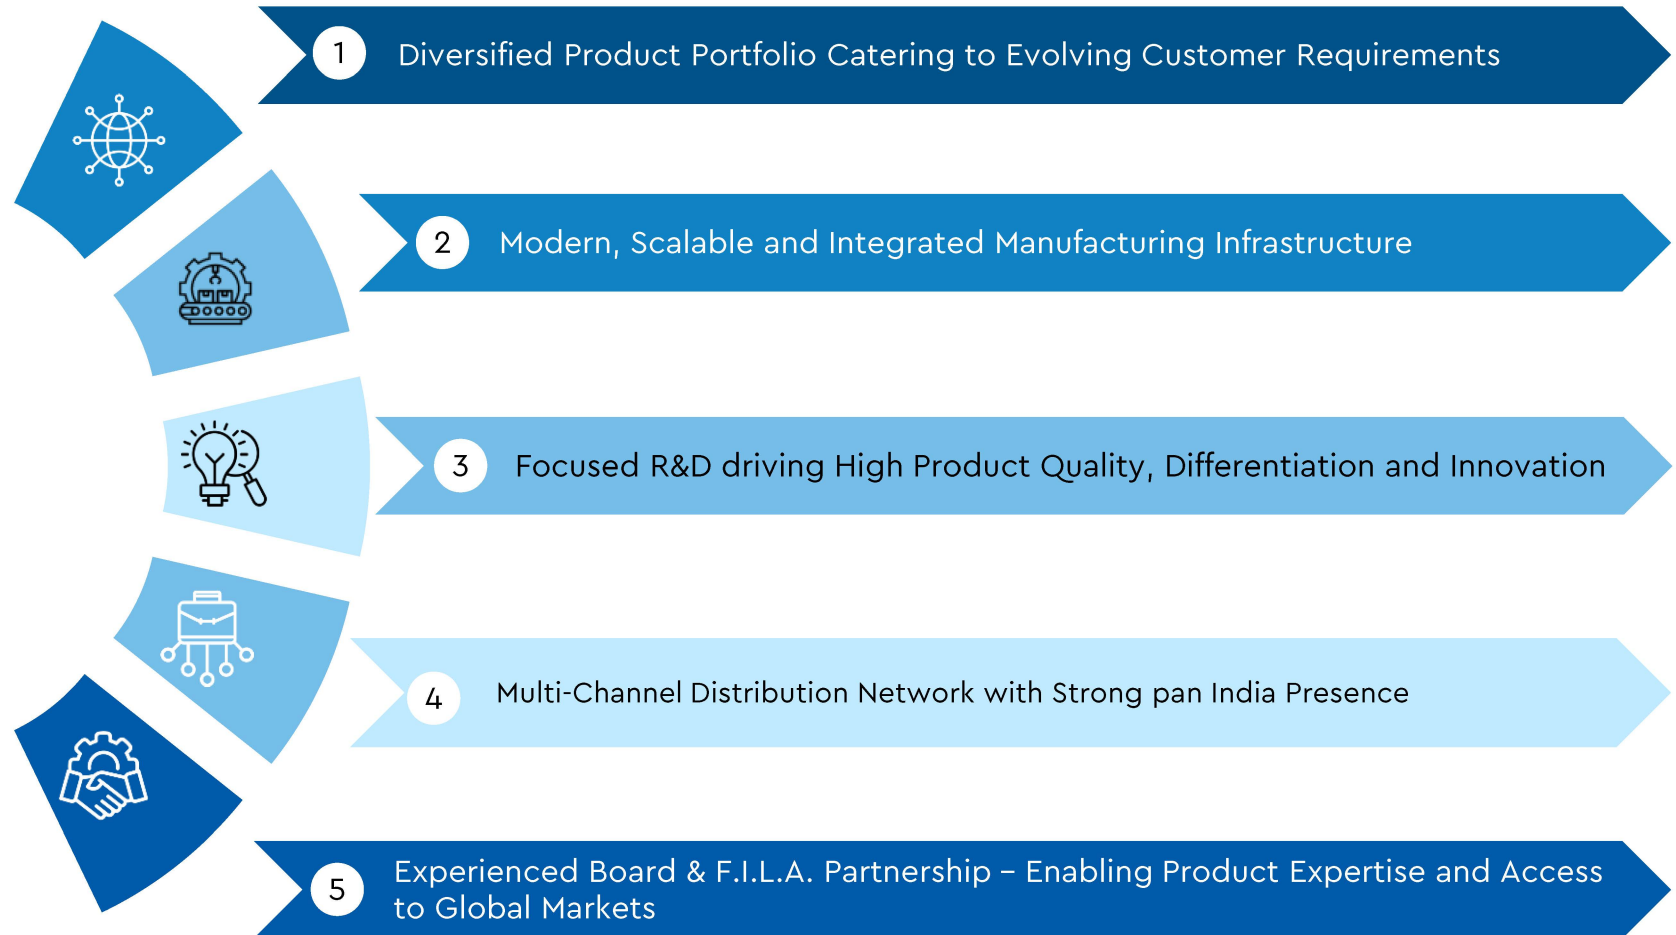 1
Diversified Product Portfolio Catering to Evolving Customer Requirements
2
Modern, Scalable and Integrated Manufacturing Infrastructure
3
Focused R&D driving High Product Quality, Differentiation and Innovation
4
Multi-Channel Distribution Network with Strong pan India Presence
5
Experienced Board & F.I.L.A. Partnership – Enabling Product Expertise and Access
to Global Markets